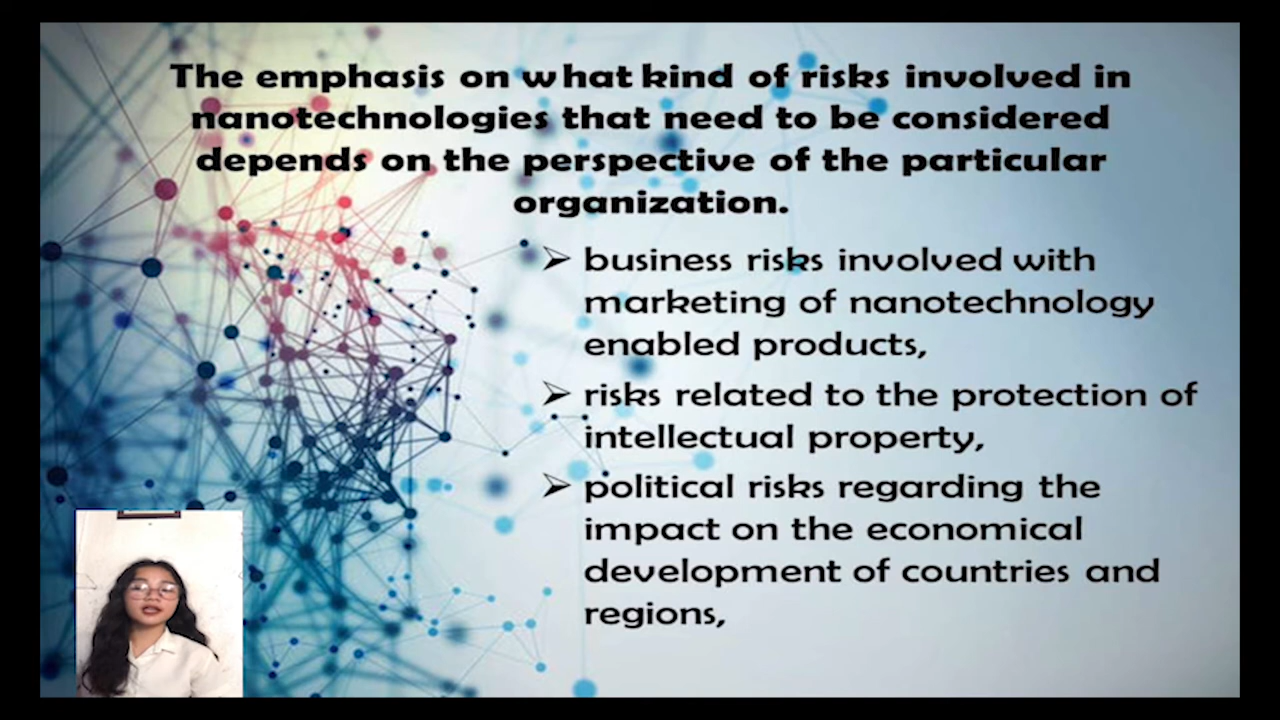 The emphasis on what kind of risks involved in
nanotechnologies that need to be considered
depends on the perspective of the particular
organization.
➢ business risks involved with
marketing of nanotechnology
enabled products,
➢ risks related to the protection of
intellectual property,
➢ political risks regarding the
impact on the economical
development of countries and
regions,